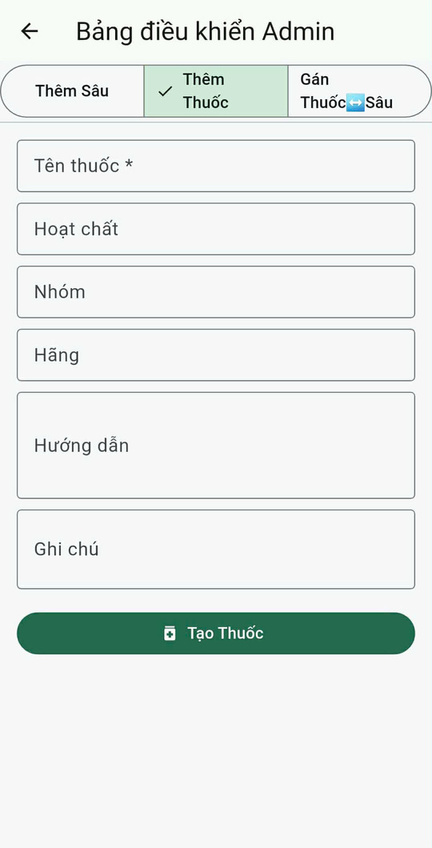 Bảng điều khiển Admin
Thêm Sâu
Thêm
Thuốc
Gán
Thuốc↔️Sâu
Tên thuốc *
Hoạt chất
Nhóm
Hãng
Hướng dẫn
Ghi chú
Tạo Thuốc